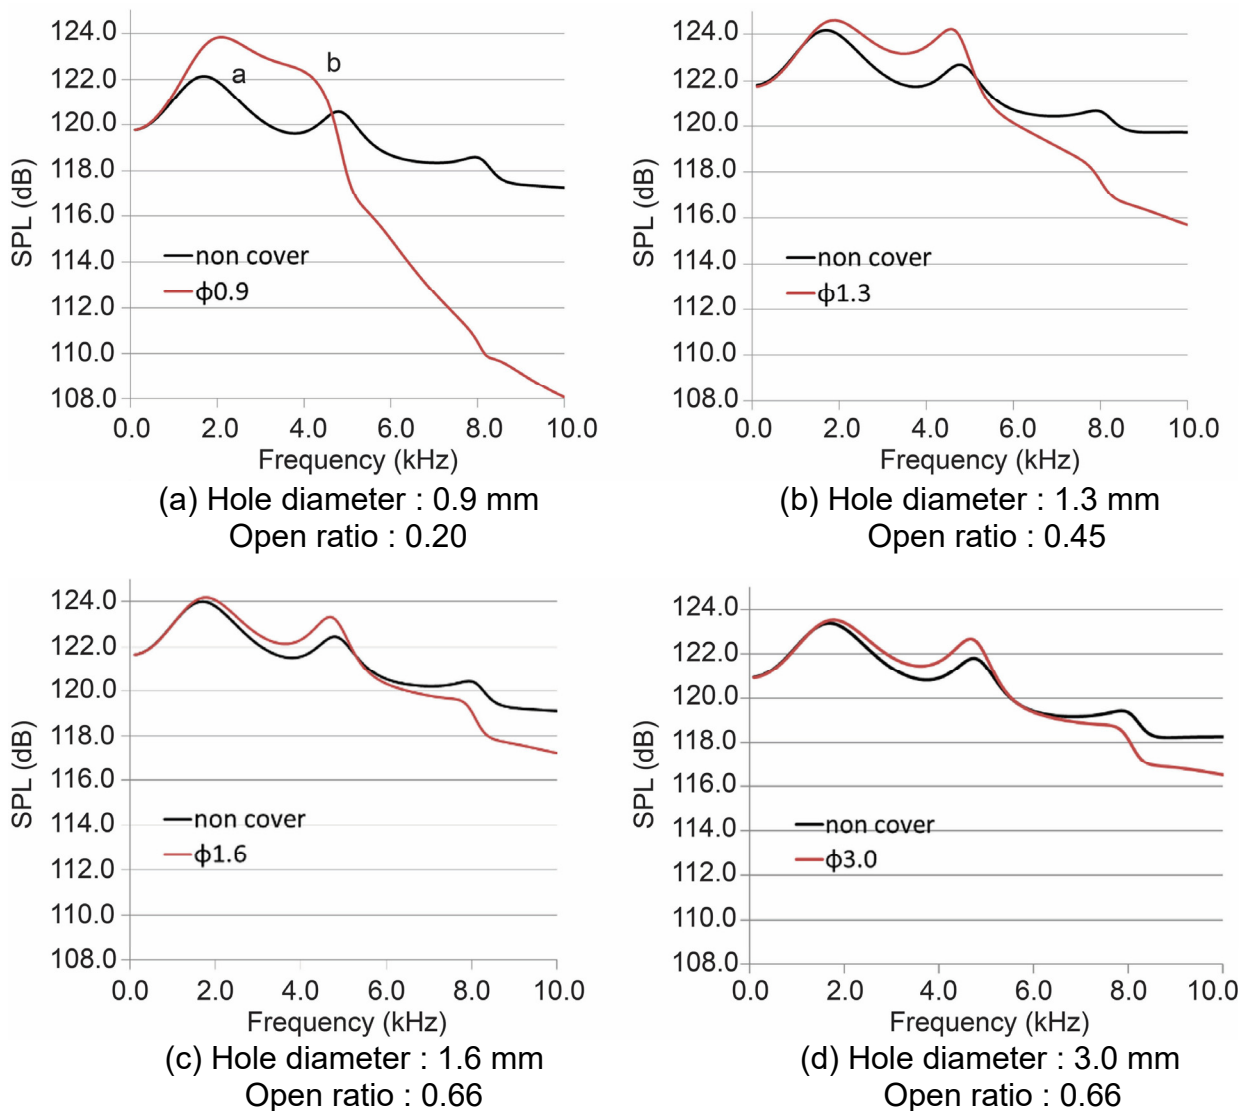 124.0
122.0
120.0
118.0
116.0
114.0
112.0
110.0
108.0
SPL (dB)
a
b
non cover
ϕ0.9
0.0 2.0 4.0 6.0 8.0 10.0
Frequency (kHz)
(a) Hole diameter : 0.9 mm
Open ratio : 0.20
124.0
122.0
120.0
118.0
116.0
114.0
112.0
110.0
108.0
SPL (dB)
non cover
ϕ1.3
0.0 2.0 4.0 6.0 8.0 10.0
Frequency (kHz)
(b) Hole diameter : 1.3 mm
Open ratio : 0.45
124.0
122.0
120.0
118.0
116.0
114.0
112.0
110.0
108.0
SPL (dB)
non cover
ϕ1.6
0.0 2.0 4.0 6.0 8.0 10.0
Frequency (kHz)
(c) Hole diameter : 1.6 mm
Open ratio : 0.66
124.0
122.0
120.0
118.0
116.0
114.0
112.0
110.0
108.0
SPL (dB)
non cover
ϕ3.0
0.0 2.0 4.0 6.0 8.0 10.0
Frequency (kHz)
(d) Hole diameter : 3.0 mm
Open ratio : 0.66